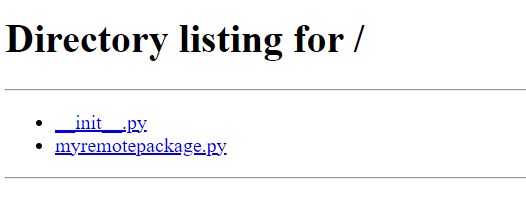 Directory listing for /
__init__.py
myremotepackage.py